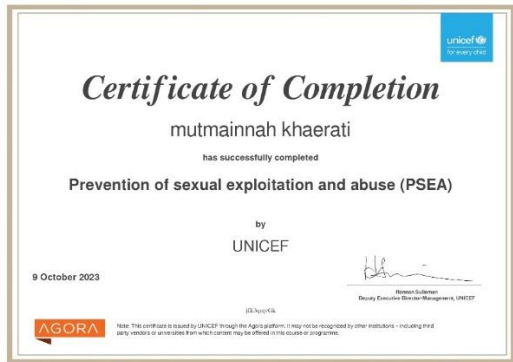 unicef
for every child
Certificate of Completion
mutmainnah khaerati
has successfully completed
Prevention of sexual exploitation and abuse (PSEA)
by
UNICEF
9 October 2023
Hannan Sulieman
Deputy Executive Director-Management, UNICEF
AGORA
Note: This certificate is issued by UNICEF through the Agora platform. It may not be recognized by other institutions – including third
party vendors or universities from which content may be offered in this course or programme.